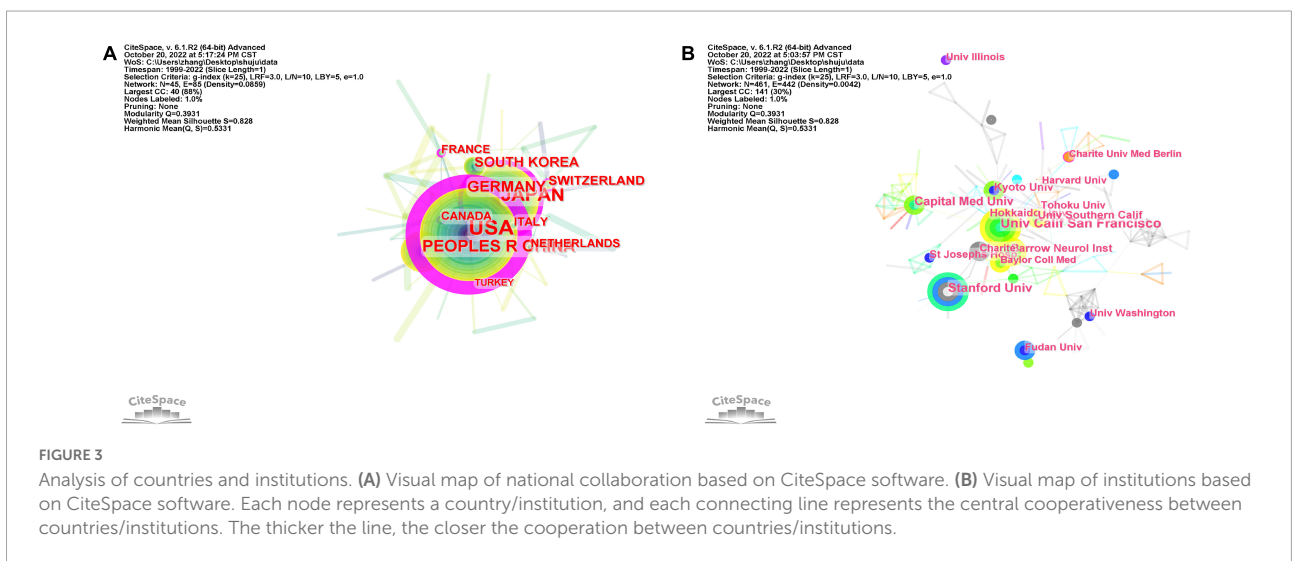 A
CiteSpace, v. 6.1.R2 (64-bit) Advanced
October 20, 2022 at 5:17:24 PM CST
WoS: C:\Users\zhang\Desktop\shuju\data
Timespan: 1999-2022 (Slice Length=1)
Selection Criteria: g-index (k=25), LRF=3.0, L/N=10, LBY=5, e=1.0
Network: N=45, E=85 (Density=0.0859)
Largest CC: 40 (88%)
Nodes Labeled: 1.0%
Pruning: None
Modularity Q=0.3931
Weighted Mean Silhouette S=0.828
Harmonic Mean(Q, S)=0.5331
FRANCE
SOUTH KOREA
GERMANY
SWITZERLAND
JAPAN
CANADA
USA
ITALY
PEOPLES R CHINA
NETHERLANDS
TURKEY
CiteSpace
B
CiteSpace, v. 6.1.R2 (64-bit) Advanced
October 20, 2022 at 5:03:57 PM CST
WoS: C:\Users\zhang\Desktop\shuju\data
Timespan: 1999-2022 (Slice Length=1)
Selection Criteria: g-index (k=25), LRF=3.0, L/N=10, LBY=5, e=1.0
Network: N=461, E=442 (Density=0.0042)
Largest CC: 141 (30%)
Nodes Labeled: 1.0%
Pruning: None
Modularity Q=0.3931
Weighted Mean Silhouette S=0.828
Harmonic Mean(Q, S)=0.5331
Univ Illinois
Charite Univ Med Berlin
Harvard Univ
Kyoto Univ
Capital Med Univ
Tohoku Univ
Hokkaido
Univ Southern Calif
Univ Calif San Francisco
Charite
arrow Neurol Inst
St Josephs
Baylor Coll Med
Stanford Univ
Univ Washington
Fudan Univ
CiteSpace
FIGURE 3
Analysis of countries and institutions. (A) Visual map of national collaboration based on CiteSpace software. (B) Visual map of institutions based
on CiteSpace software. Each node represents a country/institution, and each connecting line represents the central cooperativeness between
countries/institutions. The thicker the line, the closer the cooperation between countries/institutions.